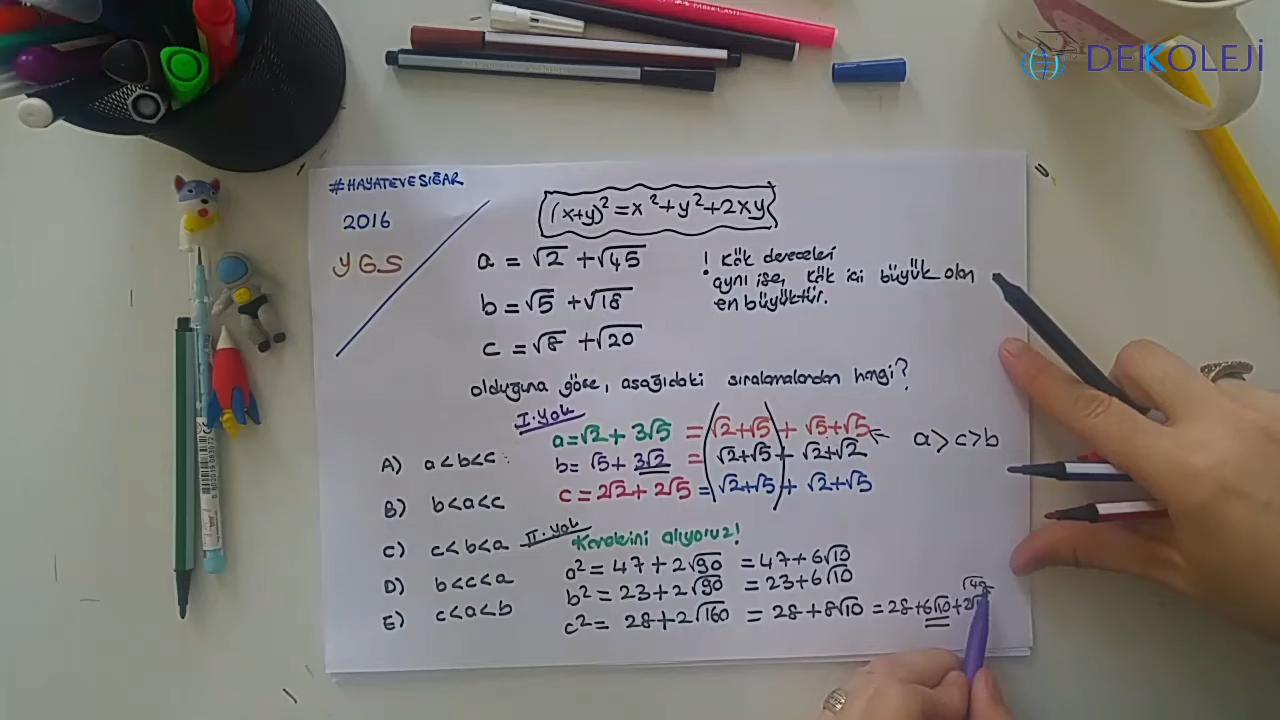 DEKOLEJİ
#HAYATEVESIĞAR
2016
YGS
(x+y)²=x²+y²+2xy
a = √2 + √45
b = √5 + √18
c = √8 + √20
! Kök dereceleri
aynı ise, kök içi büyük olan
en büyüktür.
olduğuna göre, aşağıdaki sıralamalardan hangi?
I.yol
a=√2+3√5 = √2+√5 + √5+√5 ←
b=√5+3√2 = √2+√5 + √2+√2
c=2√2+2√5 = √2+√5 + √2+√5
a>c>b
A) a<b<c
B) b<a<c
C) c<b<a
D) b<c<a
E) c<a<b
II.yol
Karekini alıyoruz!
a²= 47+2√90 = 47+6√10
b²= 23+2√90 = 23+6√10
c²= 28+2√160 = 28+8√10 = 28+6√10+